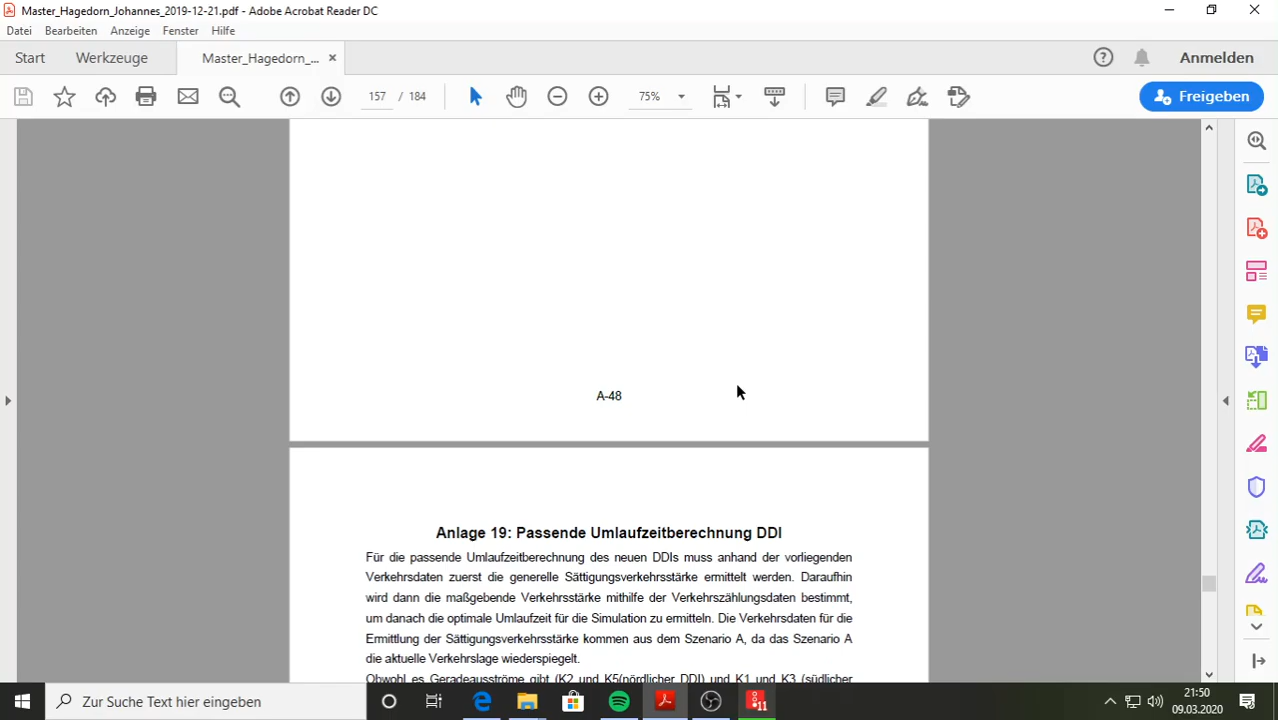 Master_Hagedorn_Johannes_2019-12-21.pdf - Adobe Acrobat Reader DC
Datei Bearbeiten Anzeige Fenster Hilfe
Start Werkzeuge Master_Hagedorn_... × Anmelden
157 / 184 75% Freigeben
A-48
Anlage 19: Passende Umlaufzeitberechnung DDI
Für die passende Umlaufzeitberechnung des neuen DDIs muss anhand der vorliegenden
Verkehrsdaten zuerst die generelle Sättigungsverkehrsstärke ermittelt werden. Daraufhin
wird dann die maßgebende Verkehrsstärke mithilfe der Verkehrszählungsdaten bestimmt,
um danach die optimale Umlaufzeit für die Simulation zu ermitteln. Die Verkehrsdaten für die
Ermittlung der Sättigungsverkehrsstärke kommen aus dem Szenario A, da das Szenario A
die aktuelle Verkehrslage wiederspiegelt.
Obwohl es Geradeausströme gibt (K2 und K5(nördlicher DDI) und K1 und K3 (südlicher
Suche Text hier eingeben
11
21:50
09.03.2020